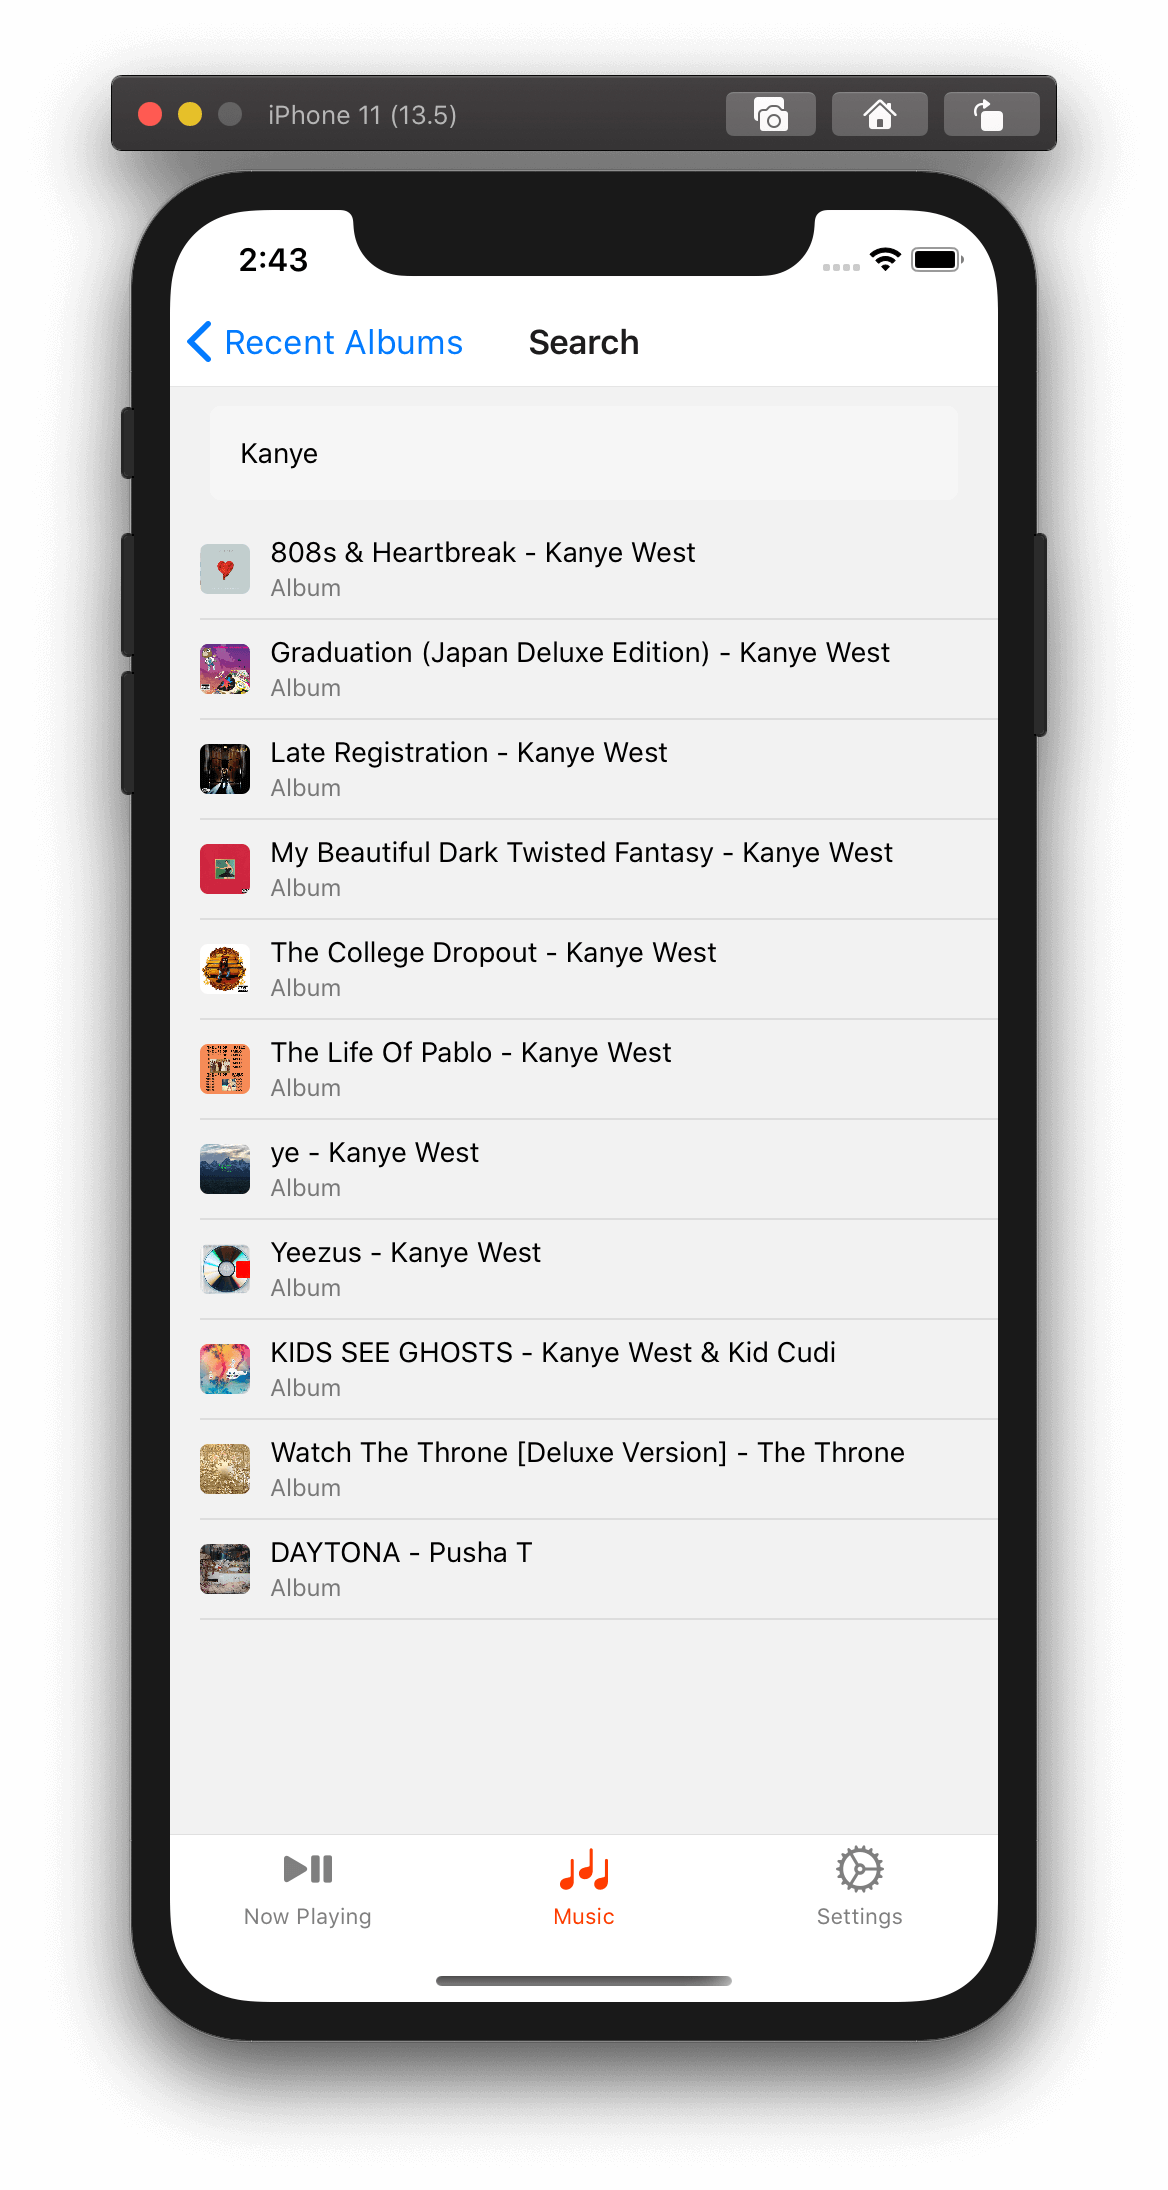 iPhone 11 (13.5)
2:43
Recent Albums
Search
Kanye
808s & Heartbreak - Kanye West
Album
Graduation (Japan Deluxe Edition) - Kanye West
Album
Late Registration - Kanye West
Album
My Beautiful Dark Twisted Fantasy - Kanye West
Album
The College Dropout - Kanye West
Album
The Life Of Pablo - Kanye West
Album
ye - Kanye West
Album
Yeezus - Kanye West
Album
KIDS SEE GHOSTS - Kanye West & Kid Cudi
Album
Watch The Throne [Deluxe Version] - The Throne
Album
DAYTONA - Pusha T
Album
Now Playing
Music
Settings